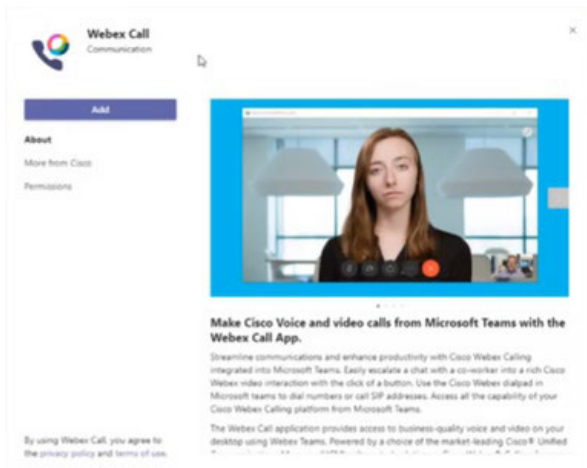 Webex Call
Communication
Add
About
More from Cisco
Permissions
Make Cisco Voice and video calls from Microsoft Teams with the
Webex Call App.
Streamline communications and enhance productivity with Cisco Webex Calling
integrated into Microsoft Teams. Easily escalate a chat with a co-worker into a rich Cisco
Webex video interaction with the click of a button. Use the Cisco Webex dialpad in
Microsoft teams to dial numbers or call SIP addresses. Access all the capability of your
Cisco Webex Calling platform from Microsoft Teams.
The Webex Call application provides access to business-quality voice and video on your
desktop using Webex Teams. Powered by a choice of the market-leading Cisco® Unified
By using Webex Call, you agree to
the privacy policy and terms of use.